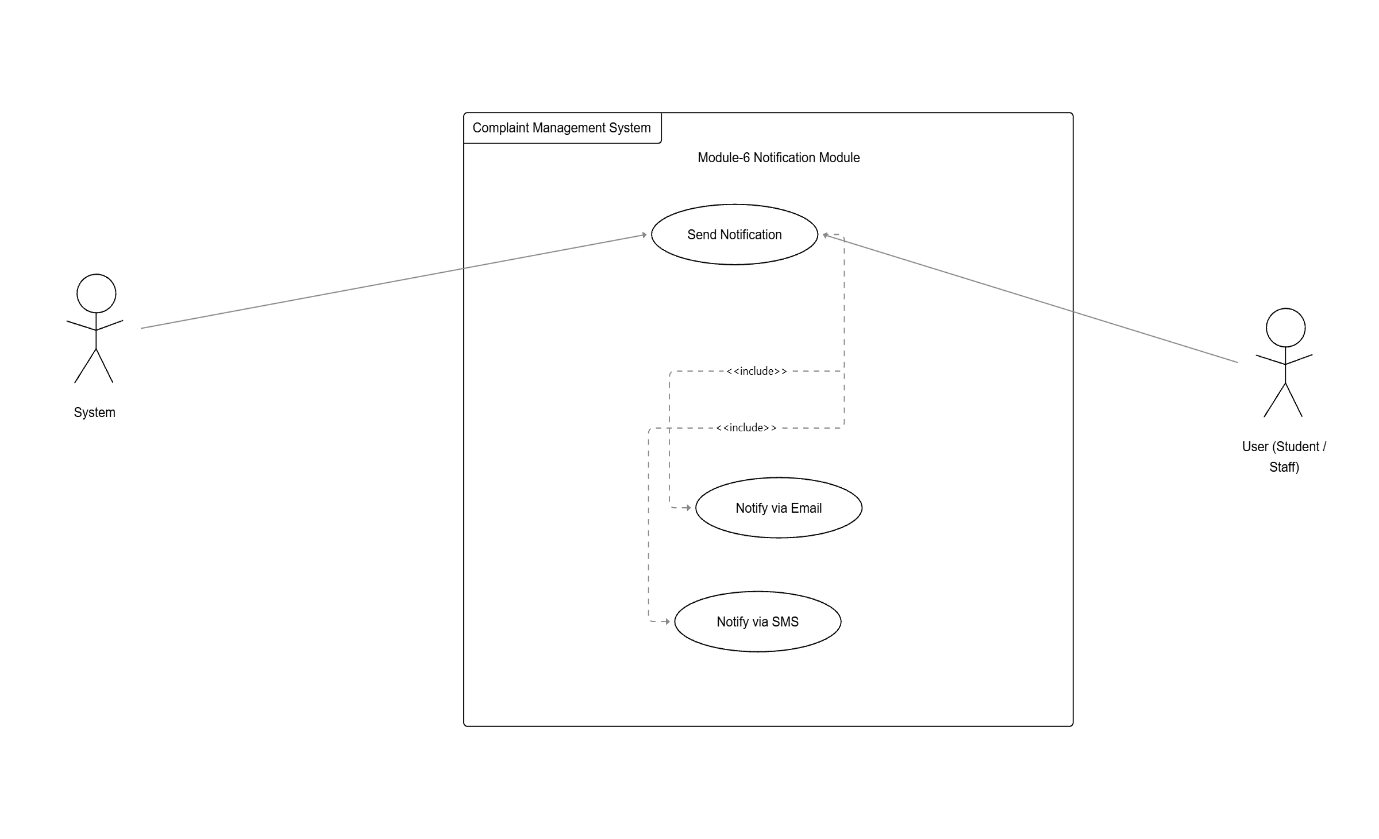 Complaint Management System
Module-6 Notification Module
Send Notification
<<include>>
<<include>>
System
User (Student /
Staff)
Notify via Email
Notify via SMS